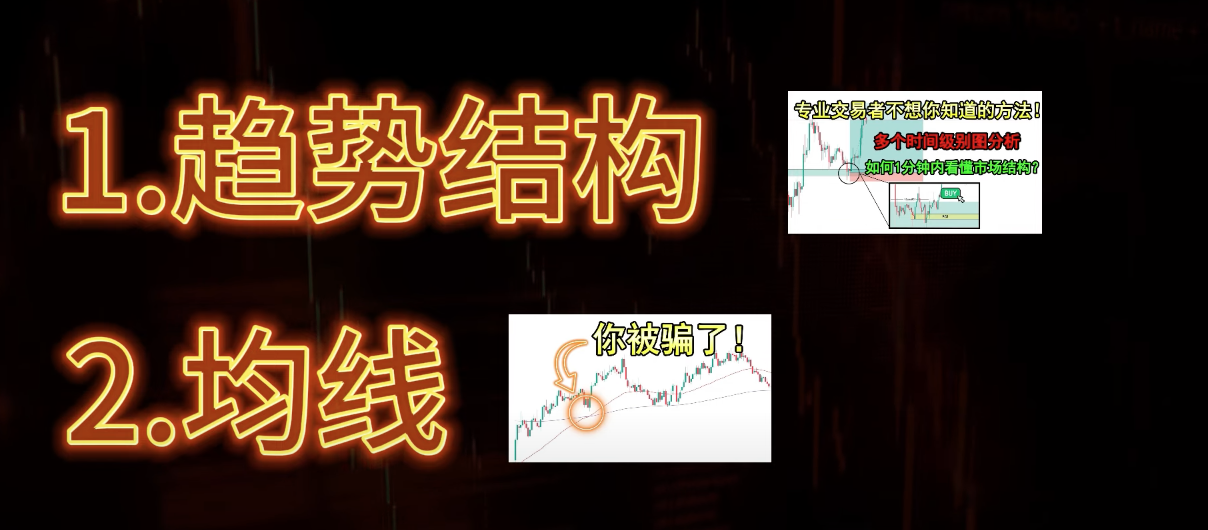 1.趋势结构
专业交易者不想你知道的方法！
多个时间级别图分析
如何1分钟内看懂市场结构？
BUY
2.均线
你被骗了！